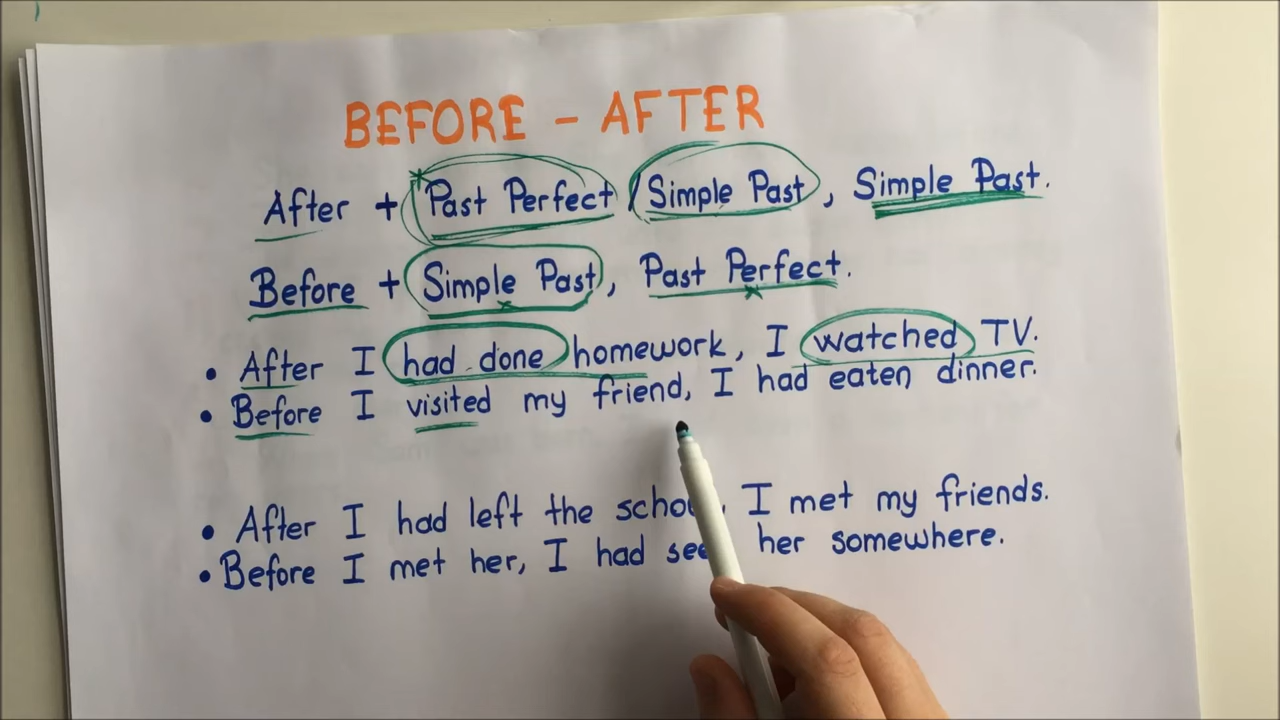 BEFORE - AFTER
After + Past Perfect / Simple Past, Simple Past.
Before + Simple Past, Past Perfect.
• After I had done homework, I watched TV.
• Before I visited my friend, I had eaten dinner.
• After I had left the I met my friends.
• Before I met her, I had her somewhere.